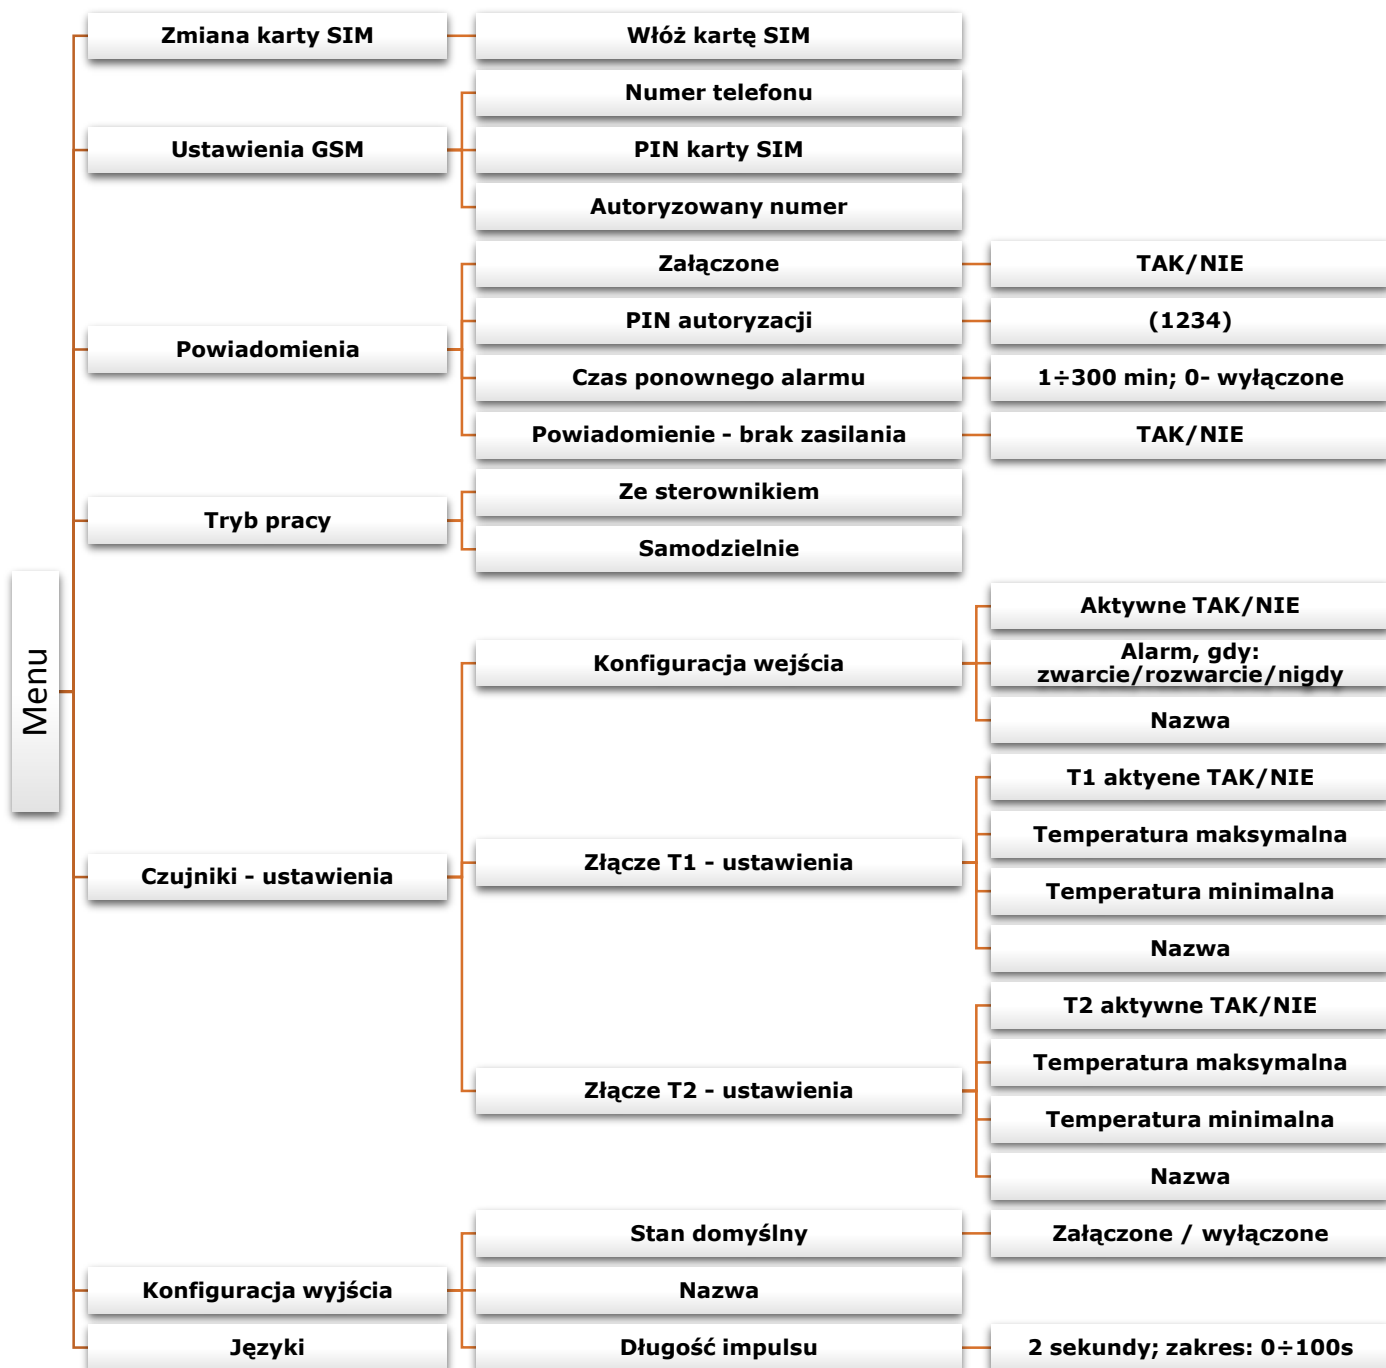 Menu
Zmiana karty SIM
Włóż kartę SIM
Ustawienia GSM
Numer telefonu
PIN karty SIM
Autoryzowany numer
Powiadomienia
Załączone
TAK/NIE
PIN autoryzacji
(1234)
Czas ponownego alarmu
1÷300 min; 0- wyłączone
Powiadomienie - brak zasilania
TAK/NIE
Tryb pracy
Ze sterownikiem
Samodzielnie
Czujniki - ustawienia
Konfiguracja wejścia
Aktywne TAK/NIE
Alarm, gdy:
zwarcie/rozwarcie/nigdy
Nazwa
Złącze T1 - ustawienia
T1 aktyene TAK/NIE
Temperatura maksymalna
Temperatura minimalna
Nazwa
Złącze T2 - ustawienia
T2 aktywne TAK/NIE
Temperatura maksymalna
Temperatura minimalna
Nazwa
Konfiguracja wyjścia
Stan domyślny
Załączone / wyłączone
Nazwa
Długość impulsu
2 sekundy; zakres: 0÷100s
Języki